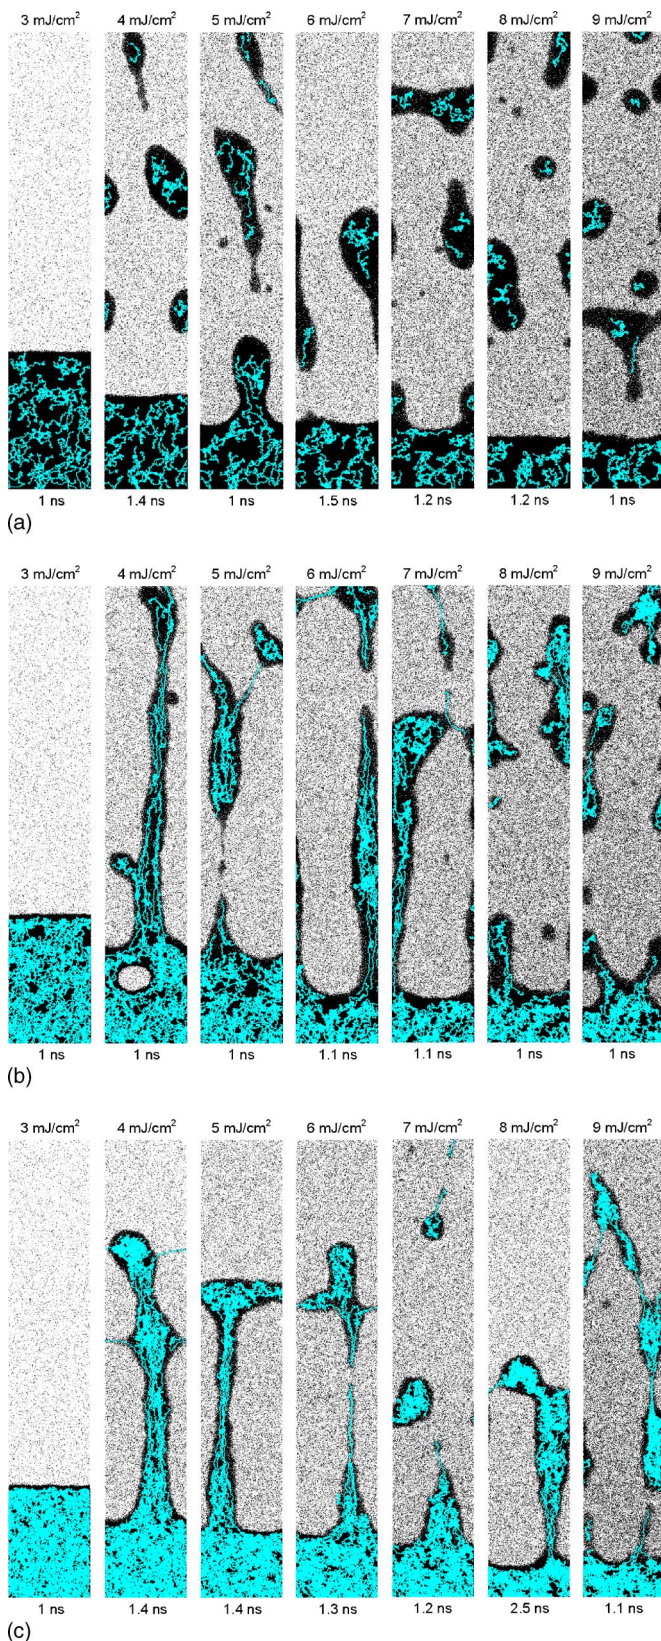 3 mJ/cm² 4 mJ/cm² 5 mJ/cm² 6 mJ/cm² 7 mJ/cm² 8 mJ/cm² 9 mJ/cm²
1 ns 1.4 ns 1 ns 1.5 ns 1.2 ns 1.2 ns 1 ns
(a)
3 mJ/cm² 4 mJ/cm² 5 mJ/cm² 6 mJ/cm² 7 mJ/cm² 8 mJ/cm² 9 mJ/cm²
1 ns 1 ns 1 ns 1.1 ns 1.1 ns 1 ns 1 ns
(b)
3 mJ/cm² 4 mJ/cm² 5 mJ/cm² 6 mJ/cm² 7 mJ/cm² 8 mJ/cm² 9 mJ/cm²
1 ns 1.4 ns 1.4 ns 1.3 ns 1.2 ns 2.5 ns 1.1 ns
(c)